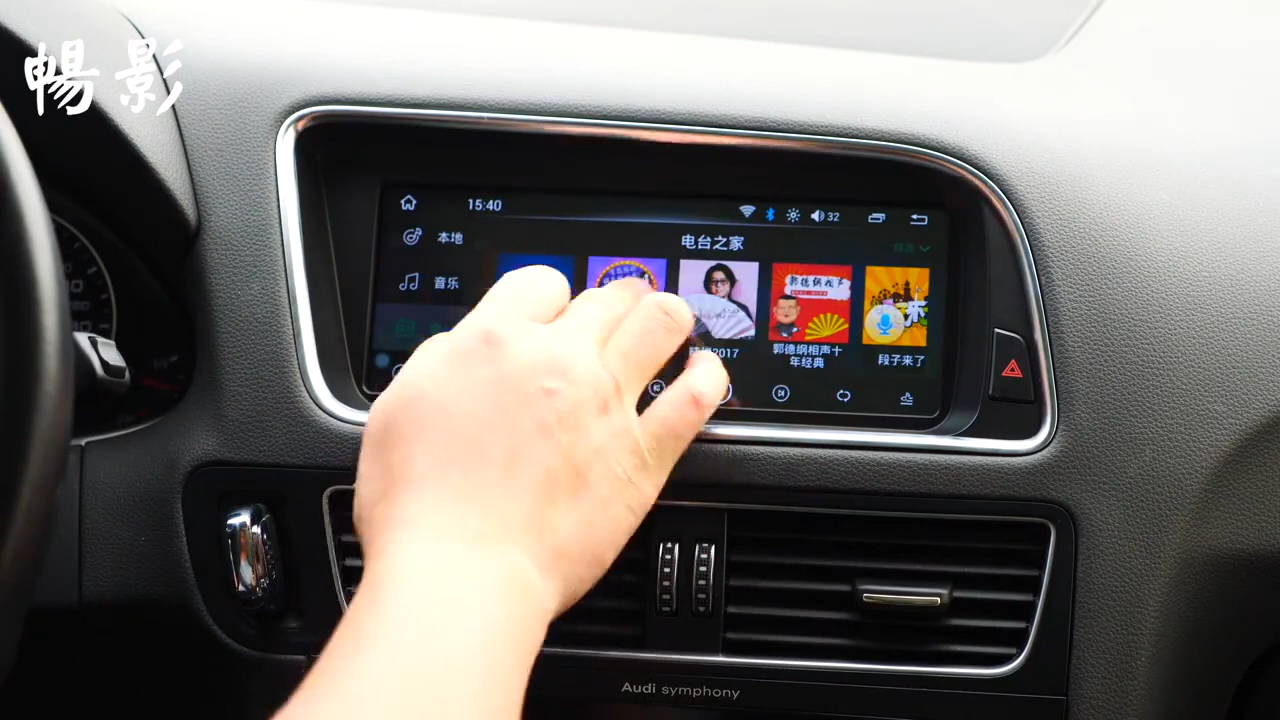 暢影
15:40
32
本地
电台之家
音乐
2017
郭德纲相声十
年经典
段子来了
Audi symphony